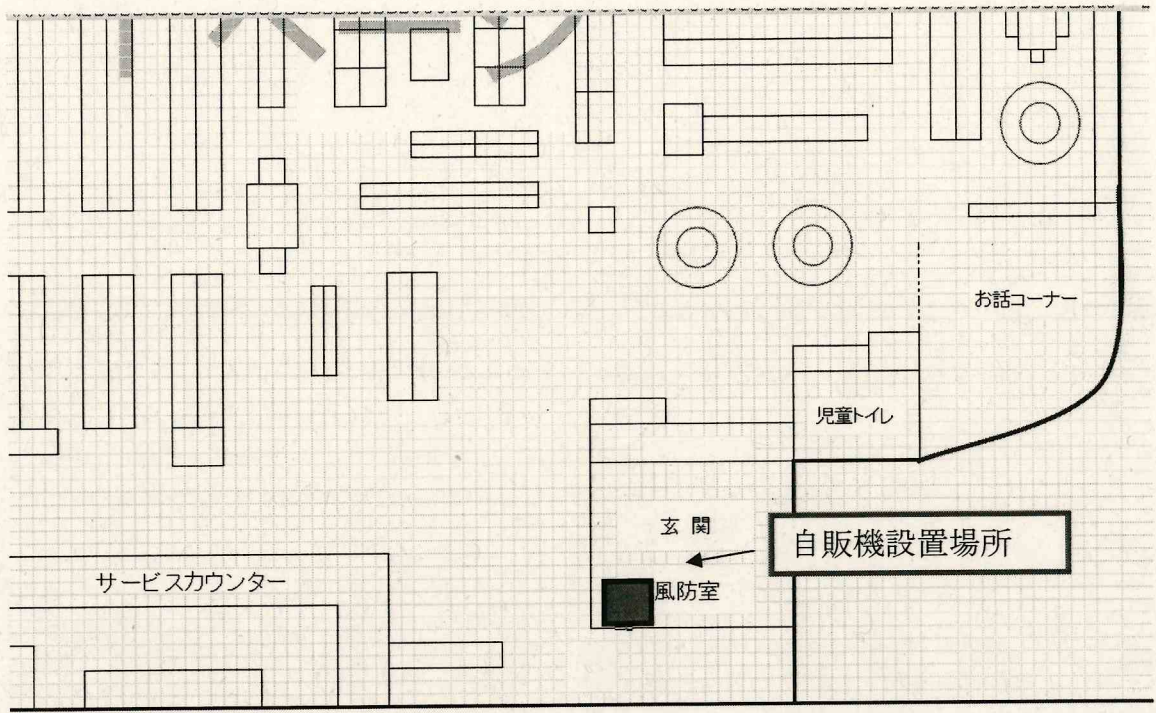 お話コーナー
児童トイレ
玄 関
自販機設置場所
サービスカウンター
風防室